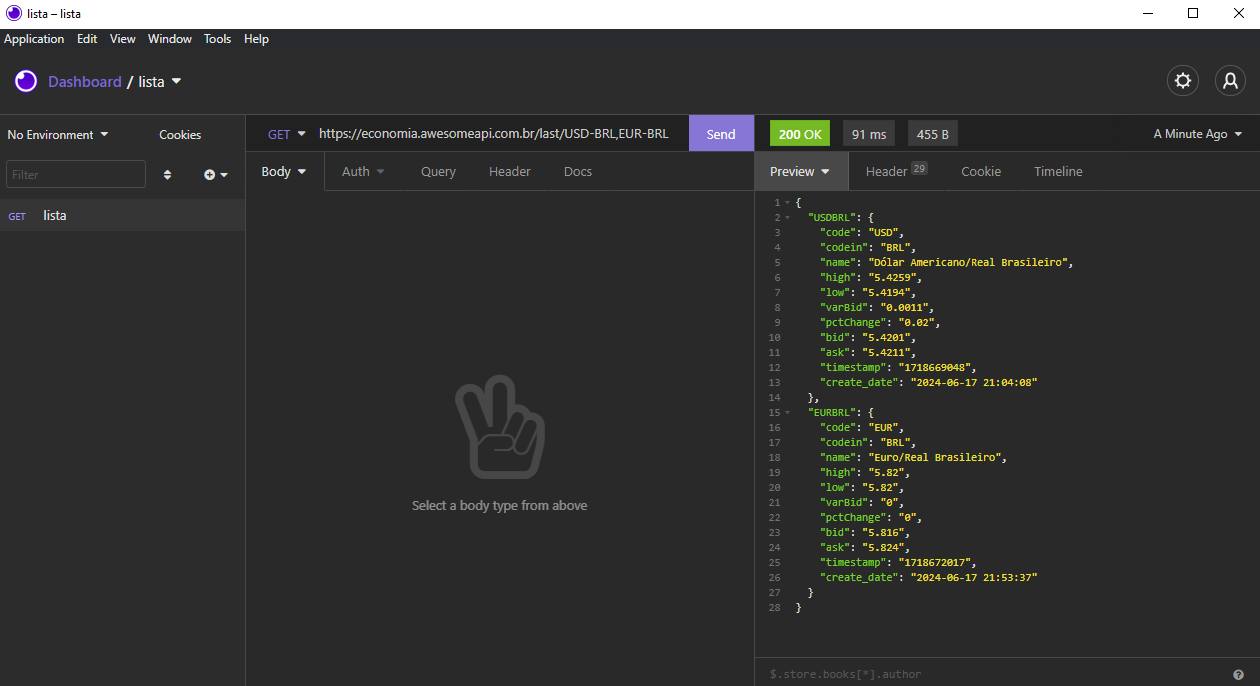 lista – lista
Application Edit View Window Tools Help
Dashboard / lista
No Environment Cookies
Filter
GET lista
GET https://economia.awesomeapi.com.br/last/USD-BRL,EUR-BRL Send
Body Auth Query Header Docs
Select a body type from above
200 OK 91 ms 455 B A Minute Ago
Preview Header 29 Cookie Timeline
1 {
2 "USDBRL": {
3 "code": "USD",
4 "codein": "BRL",
5 "name": "Dólar Americano/Real Brasileiro",
6 "high": "5.4259",
7 "low": "5.4194",
8 "varBid": "0.0011",
9 "pctChange": "0.02",
10 "bid": "5.4201",
11 "ask": "5.4211",
12 "timestamp": "1718669048",
13 "create_date": "2024-06-17 21:04:08"
14 },
15 "EURBRL": {
16 "code": "EUR",
17 "codein": "BRL",
18 "name": "Euro/Real Brasileiro",
19 "high": "5.82",
20 "low": "5.82",
21 "varBid": "0",
22 "pctChange": "0",
23 "bid": "5.816",
24 "ask": "5.824",
25 "timestamp": "1718672017",
26 "create_date": "2024-06-17 21:53:37"
27 }
28 }
$.store.books[*].author